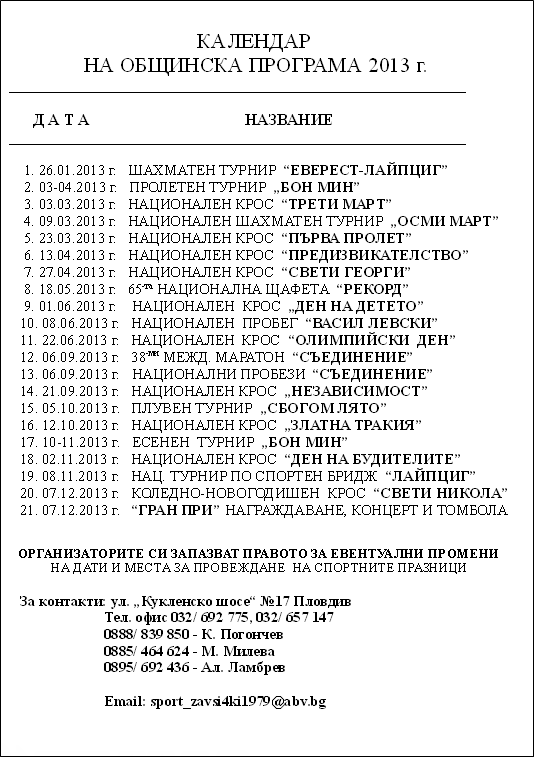 КАЛЕНДАР
НА ОБЩИНСКА ПРОГРАМА 2013 г.
Д А Т А НАЗВАНИЕ
1. 26.01.2013 г. ШАХМАТЕН ТУРНИР “ЕВЕРЕСТ-ЛАЙПЦИГ”
2. 03-04.2013 г. ПРОЛЕТЕН ТУРНИР „БОН МИН”
3. 03.03.2013 г. НАЦИОНАЛЕН КРОС “ТРЕТИ МАРТ”
4. 09.03.2013 г. НАЦИОНАЛЕН ШАХМАТЕН ТУРНИР „ОСМИ МАРТ”
5. 23.03.2013 г. НАЦИОНАЛЕН КРОС “ПЪРВА ПРОЛЕТ”
6. 13.04.2013 г. НАЦИОНАЛЕН КРОС “ПРЕДИЗВИКАТЕЛСТВО”
7. 27.04.2013 г. НАЦИОНАЛЕН КРОС “СВЕТИ ГЕОРГИ”
8. 18.05.2013 г. 65та НАЦИОНАЛНА ЩАФЕТА “РЕКОРД”
9. 01.06.2013 г. НАЦИОНАЛЕН КРОС „ДЕН НА ДЕТЕТО”
10. 08.06.2013 г. НАЦИОНАЛЕН ПРОБЕГ “ВАСИЛ ЛЕВСКИ”
11. 22.06.2013 г. НАЦИОНАЛЕН КРОС “ОЛИМПИЙСКИ ДЕН”
12. 06.09.2013 г. 38-ми МЕЖД. МАРАТОН “СЪЕДИНЕНИЕ”
13. 06.09.2013 г. НАЦИОНАЛНИ ПРОБЕЗИ “СЪЕДИНЕНИЕ”
14. 21.09.2013 г. НАЦИОНАЛЕН КРОС „НЕЗАВИСИМОСТ”
15. 05.10.2013 г. ПЛУВЕН ТУРНИР „СБОГОМ ЛЯТО”
16. 12.10.2013 г. НАЦИОНАЛЕН КРОС „ЗЛАТНА ТРАКИЯ”
17. 10-11.2013 г. ЕСЕНЕН ТУРНИР „БОН МИН”
18. 02.11.2013 г. НАЦИОНАЛЕН КРОС “ДЕН НА БУДИТЕЛИТЕ”
19. 08.11.2013 г. НАЦ. ТУРНИР ПО СПОРТЕН БРИДЖ “ЛАЙПЦИГ”
20. 07.12.2013 г. КОЛЕДНО-НОВОГОДИШЕН КРОС “СВЕТИ НИКОЛА”
21. 07.12.2013 г. “ГРАН ПРИ” НАГРАЖДАВАНЕ, КОНЦЕРТ И ТОМБОЛА
ОРГАНИЗАТОРИТЕ СИ ЗАПАЗВАТ ПРАВОТО ЗА ЕВЕНТУАЛНИ ПРОМЕНИ
НА ДАТИ И МЕСТА ЗА ПРОВЕЖДАНЕ НА СПОРТНИТЕ ПРАЗНИЦИ
За контакти: ул. „Кукленско шосе“ №17 Пловдив
Тел. офис 032/ 692 775, 032/ 657 147
0888/ 839 850 - К. Погончев
0885/ 464 624 - М. Милева
0895/ 692 436 - Ал. Ламбрев
Email: sport_zavsi4ki1979@abv.bg